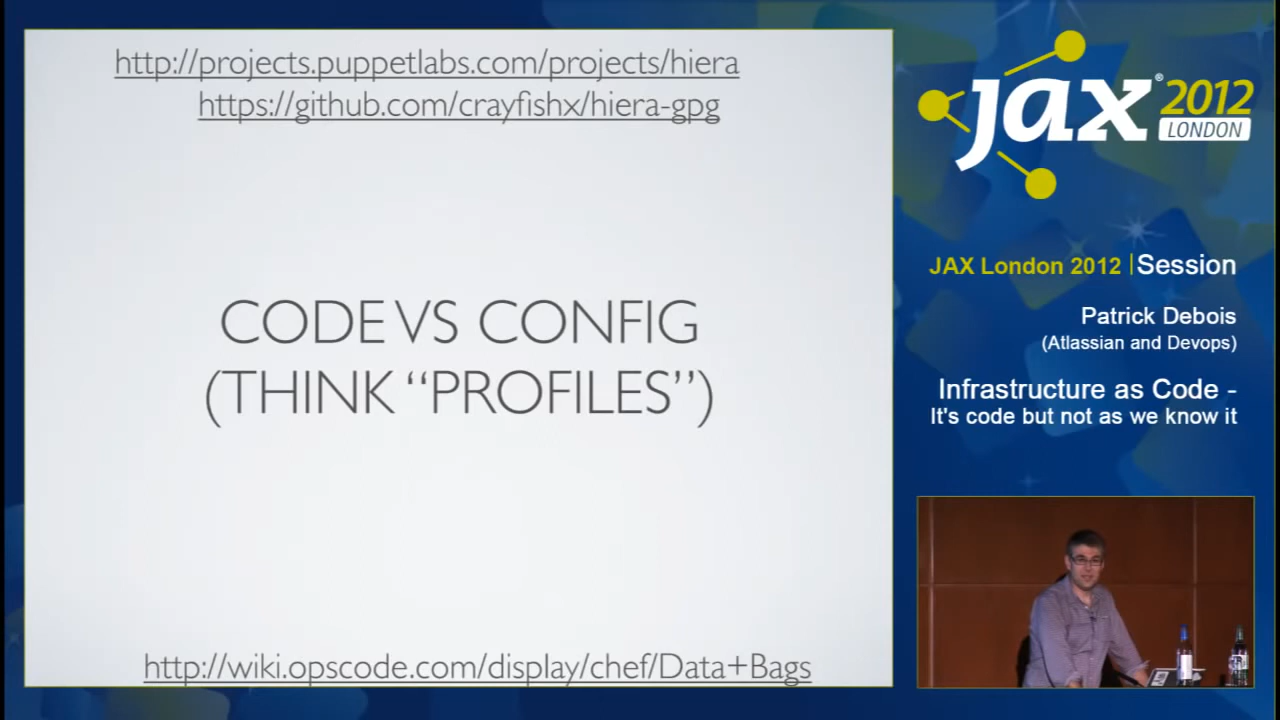 http://projects.puppetlabs.com/projects/hiera
https://github.com/crayfishx/hiera-gpg
CODE VS CONFIG
(THINK “PROFILES”)
http://wiki.opscode.com/display/chef/Data+Bags
jax® 2012
LONDON
JAX London 2012 | Session
Patrick Debois
(Atlassian and Devops)
Infrastructure as Code -
It's code but not as we know it